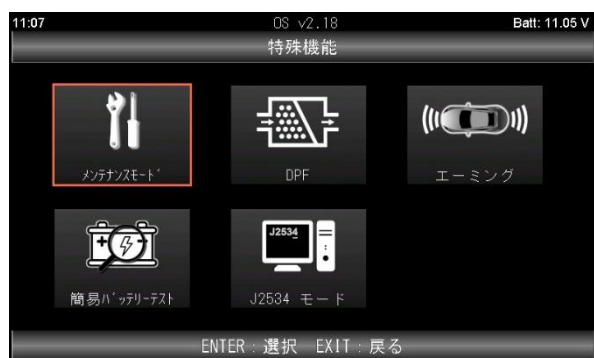 11:07 OS v2.18 Batt: 11.05 V
特殊機能
ﾒﾝﾃﾅﾝｽﾓｰﾄﾞ DPF エーミング
J2534
簡易ﾊﾞｯﾃﾘｰﾃｽﾄ J2534 モード
ENTER：選択 EXIT：戻る